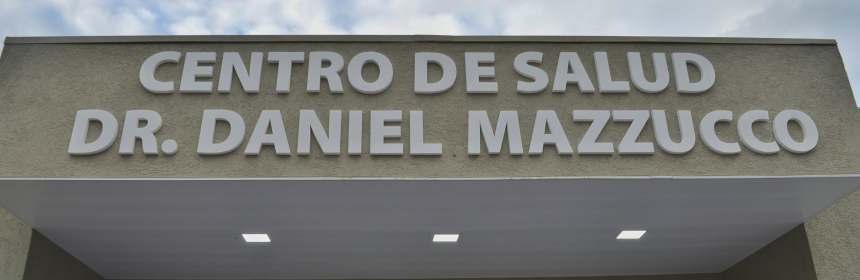 CENTRO DE SALUD
DR. DANIEL MAZZUCCO